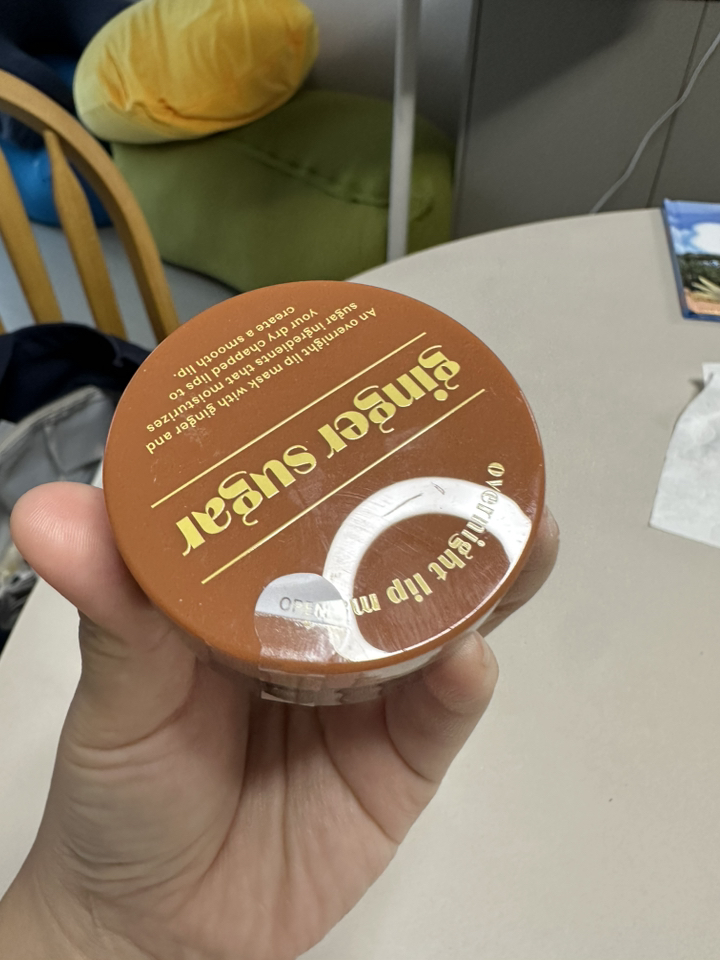 overnight lip m
ginger sugar
An overnight lip mask with ginger and
sugar ingredients that moisturizes
your dry chapped lips to
create a smooth lip.
OPEN